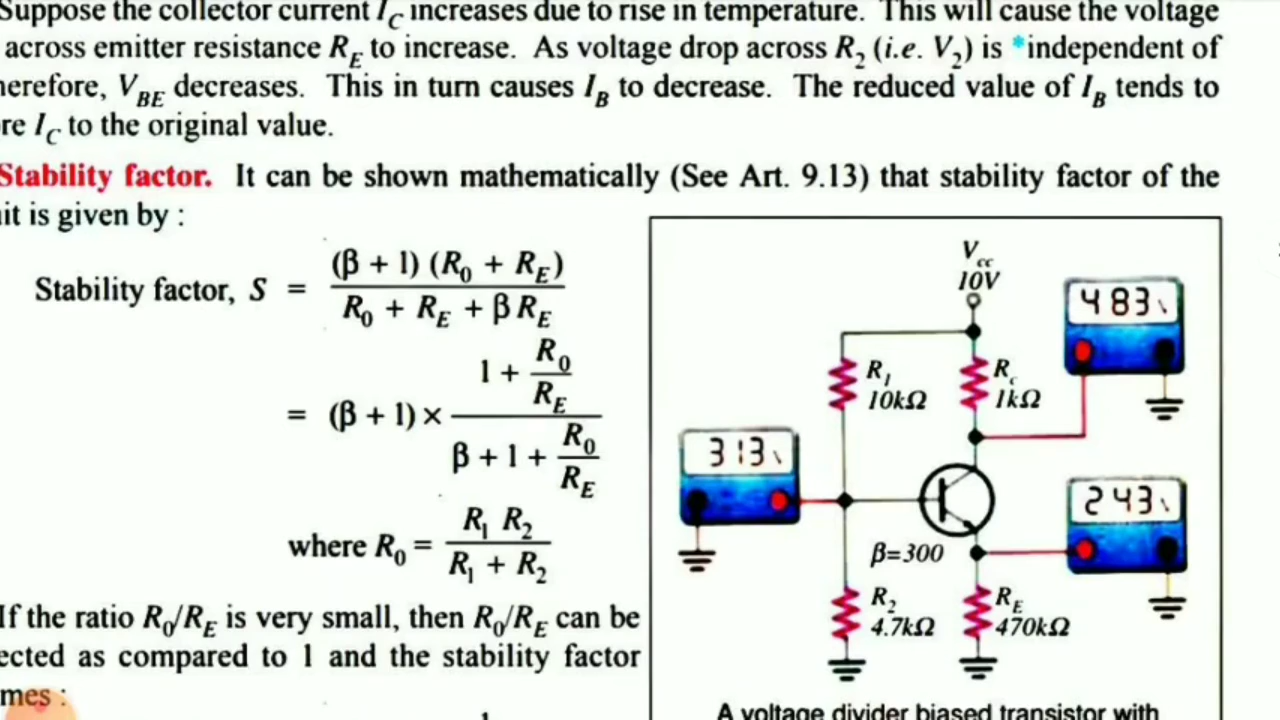 Suppose the collector current I_C increases due to rise in temperature. This will cause the voltage
across emitter resistance R_E to increase. As voltage drop across R_2 (i.e. V_2) is *independent of
herefore, V_BE decreases. This in turn causes I_B to decrease. The reduced value of I_B tends to
re I_C to the original value.
Stability factor. It can be shown mathematically (See Art. 9.13) that stability factor of the
it is given by :
Stability factor, S = (β + 1) (R_0 + R_E) / R_0 + R_E + β R_E
= (β + 1) × 1 + R_0/R_E / β + 1 + R_0/R_E
where R_0 = R_1 R_2 / R_1 + R_2
If the ratio R_0/R_E is very small, then R_0/R_E can be
ected as compared to 1 and the stability factor
mes :
1
V_cc
10V
483
R_1
10kΩ
R_c
1kΩ
313
243
β=300
R_2
4.7kΩ
R_E
470kΩ
A voltage divider biased transistor with